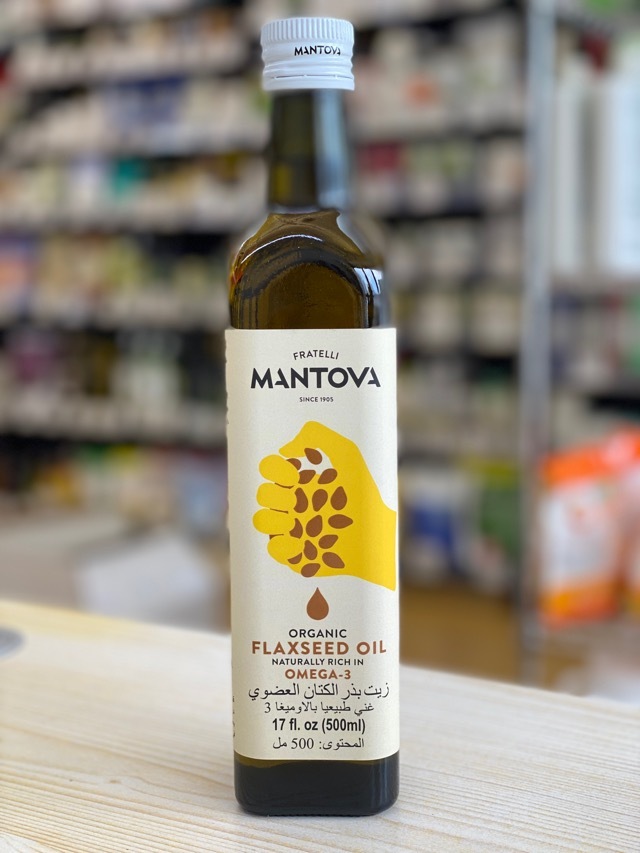 MANTOVA
FRATELLI
MANTOVA
SINCE 1905
ORGANIC
FLAXSEED OIL
NATURALLY RICH IN
OMEGA-3
زيت بذر الكتان العضوي
غني طبيعيا بالاوميغا 3
17 fl. oz (500ml)
المحتوى: 500 مل